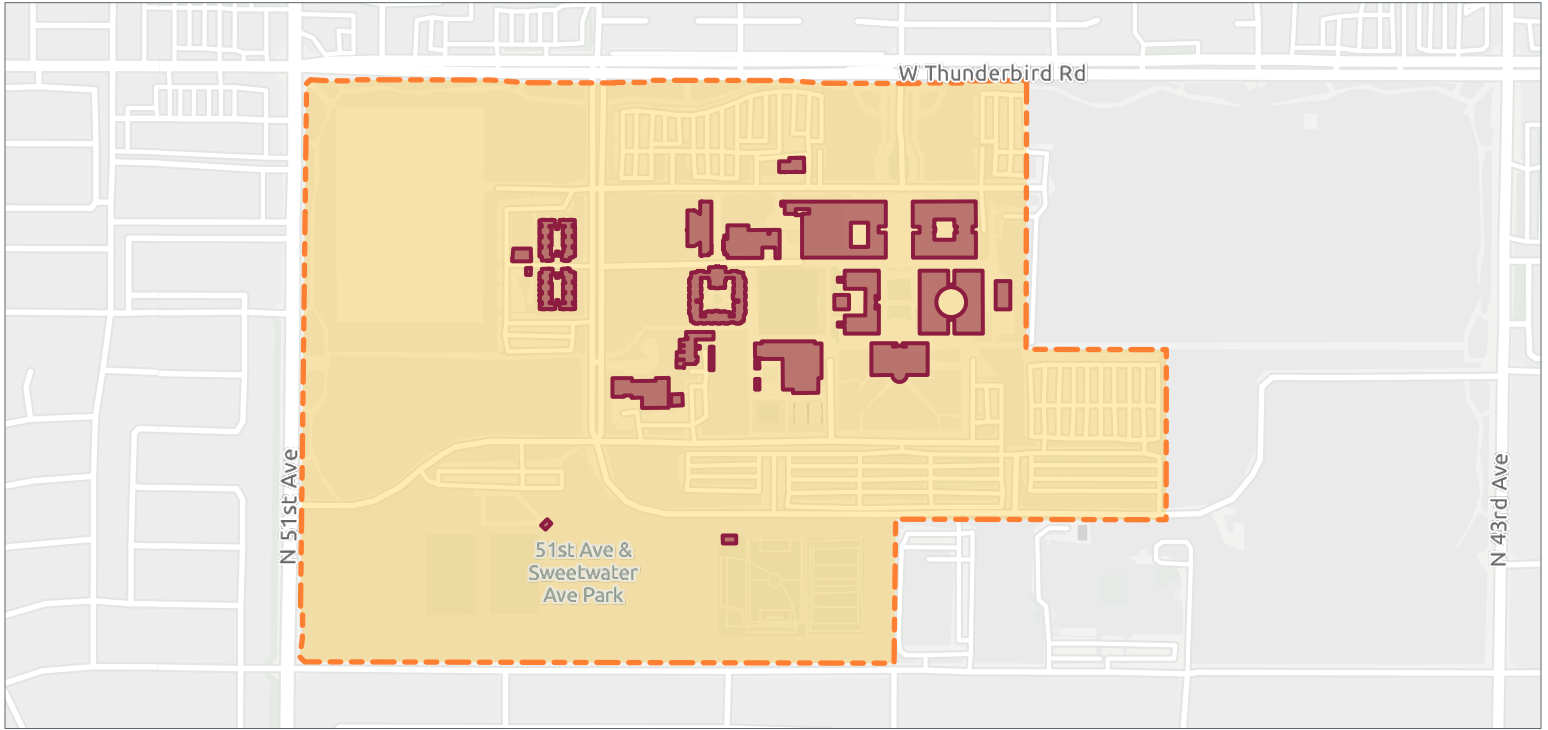 W Thunderbird Rd
N 51st Ave
N 43rd Ave
51st Ave &
Sweetwater
Ave Park